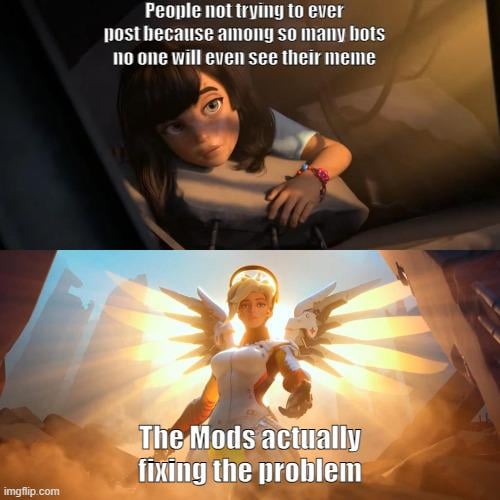 People not trying to ever
post because among so many bots
no one will even see their meme
The Mods actually
fixing the problem
imgflip.com